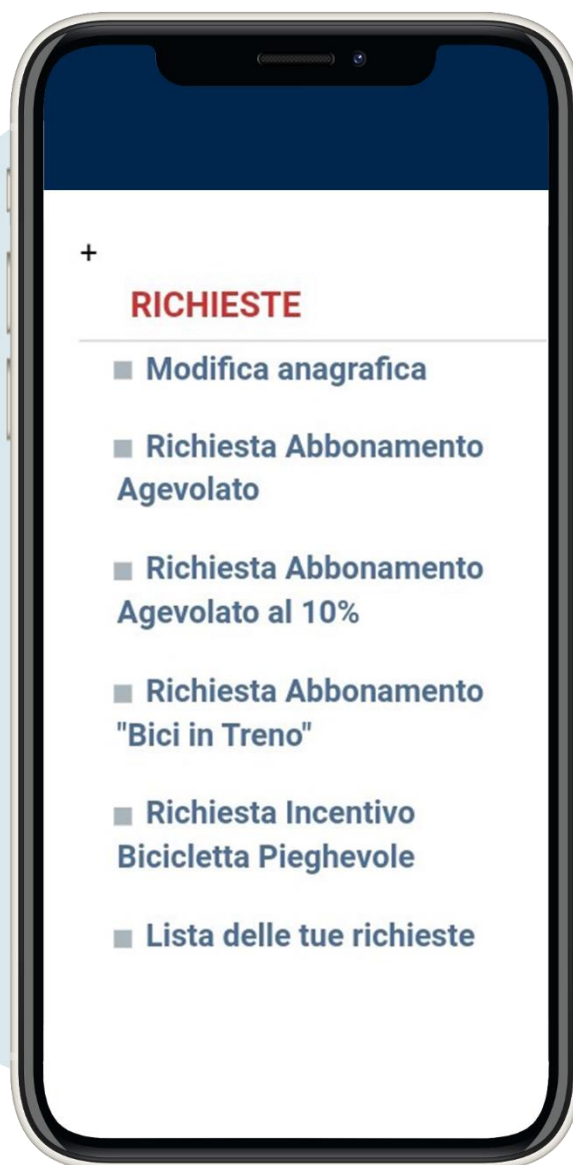 +
RICHIESTE
Modifica anagrafica
Richiesta Abbonamento
Agevolato
Richiesta Abbonamento
Agevolato al 10%
Richiesta Abbonamento
"Bici in Treno"
Richiesta Incentivo
Bicicletta Pieghevole
Lista delle tue richieste